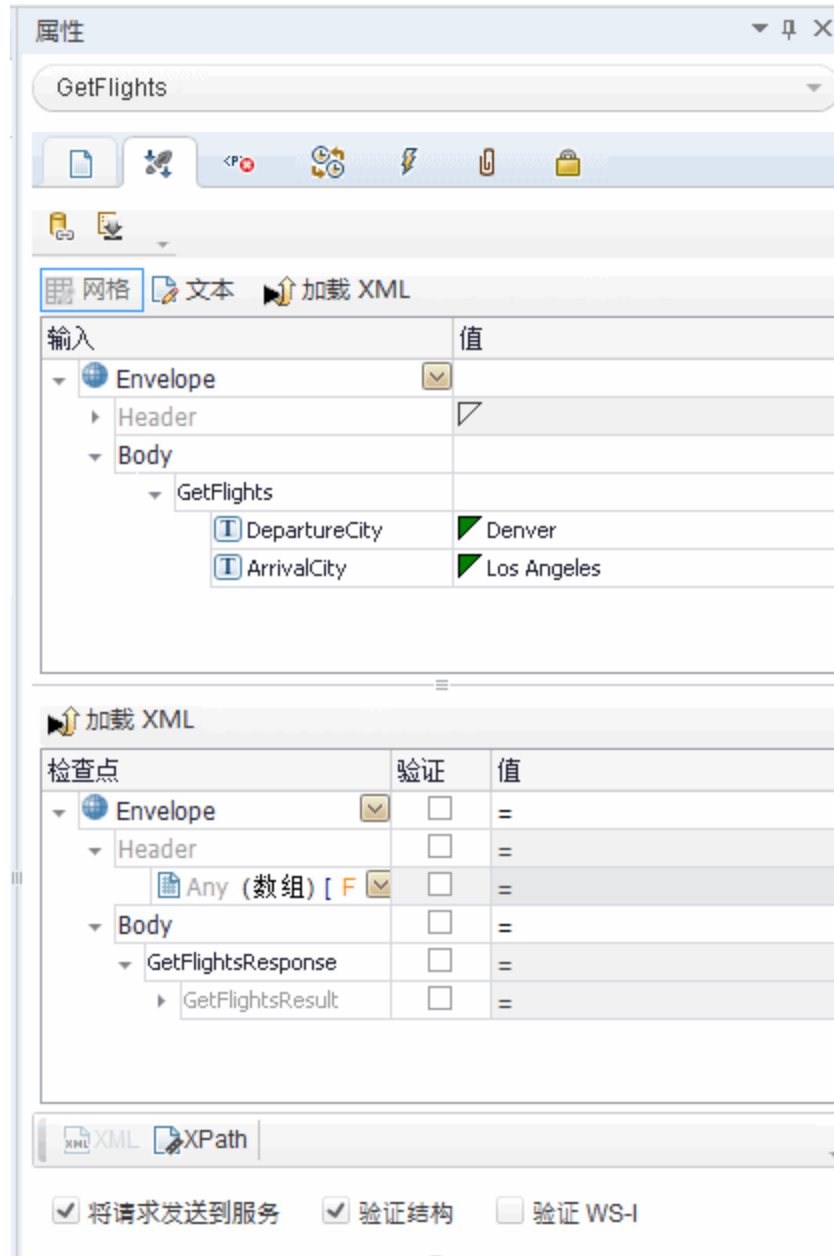 属性
GetFlights
<P>
网格 文本 加载 XML
输入 值
Envelope
Header
Body
GetFlights
T DepartureCity Denver
T ArrivalCity Los Angeles
加载 XML
检查点 验证 值
Envelope =
Header =
Any (数组) [ F =
Body =
GetFlightsResponse =
GetFlightsResult =
XML XML XPath
将请求发送到服务 验证结构 验证 WS-I